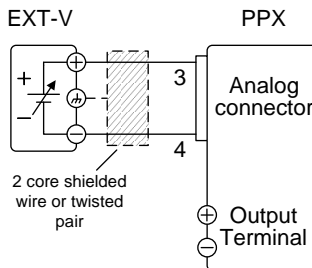 EXT-V
PPX
+
−
+
−
3
4
Analog
connector
2 core shielded
wire or twisted
pair
+
−
Output
Terminal